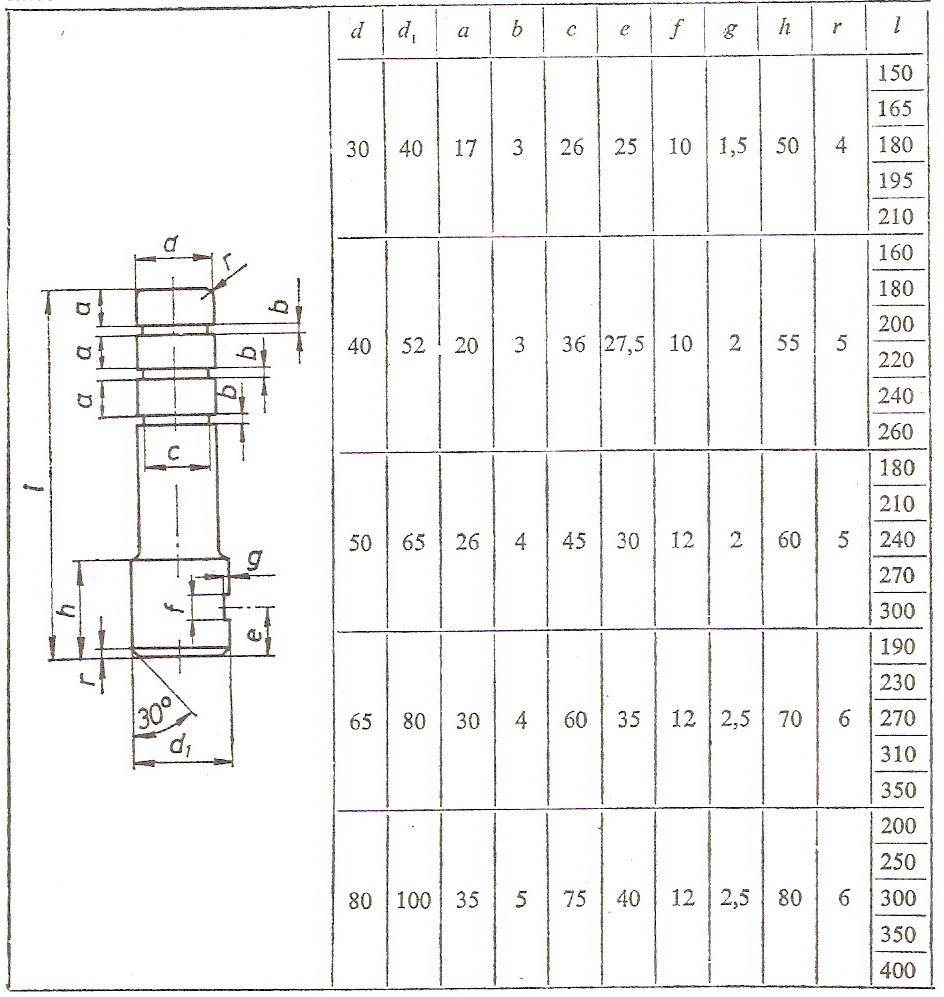 d d₁ a b c e f g h r l
150
165
30 40 17 3 26 25 10 1,5 50 4 180
195
210
160
180
200
40 52 20 3 36 27,5 10 2 55 5
220
240
260
180
210
50 65 26 4 45 30 12 2 60 5 240
270
300
190
230
65 80 30 4 60 35 12 2,5 70 6 270
310
350
200
250
80 100 35 5 75 40 12 2,5 80 6 300
350
400
d
r
a
b
a
b
a
b
c
l
g
h
f
e
r
30°
d₁